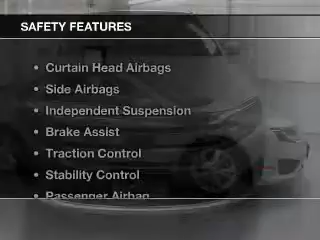 SAFETY FEATURES
• Curtain Head Airbags
• Side Airbags
• Independent Suspension
• Brake Assist
• Traction Control
• Stability Control
• Passenger Airbag